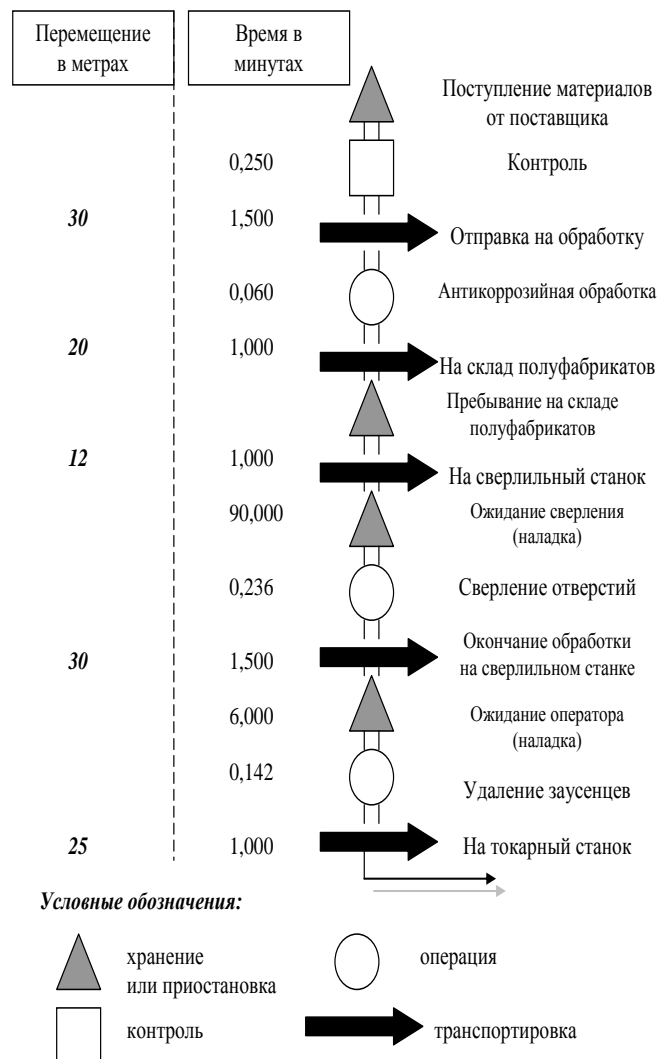 Перемещение
в метрах
Время в
минутах
Поступление материалов
от поставщика
0,250
Контроль
30
1,500
Отправка на обработку
0,060
Антикоррозийная обработка
20
1,000
На склад полуфабрикатов
Пребывание на складе
полуфабрикатов
12
1,000
На сверлильный станок
90,000
Ожидание сверления
(наладка)
0,236
Сверление отверстий
30
1,500
Окончание обработки
на сверлильном станке
6,000
Ожидание оператора
(наладка)
0,142
Удаление заусенцев
25
1,000
На токарный станок
Условные обозначения:
хранение
или приостановка
операция
контроль
транспортировка